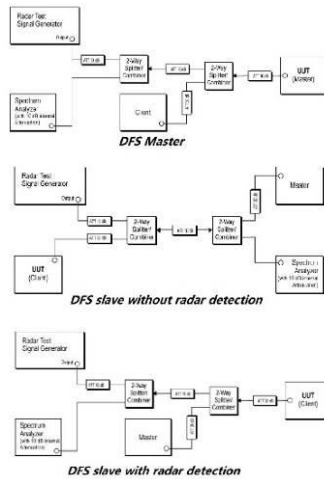 Radar Test
Signal Generator
Output
2-Way
Splitter/
Combiner
2-Way
Splitter/
Combiner
UUT
(Master)
Spectrum
Analyzer
Client
DFS Master
Radar Test
Signal Generator
Output
Master
2-Way
Splitter/
Combiner
2-Way
Splitter/
Combiner
UUT
(Client)
Spectrum
Analyzer
DFS slave without radar detection
Radar Test
Signal Generator
Output
2-Way
Splitter/
Combiner
2-Way
Splitter/
Combiner
UUT
(Client)
Spectrum
Analyzer
Master
DFS slave with radar detection